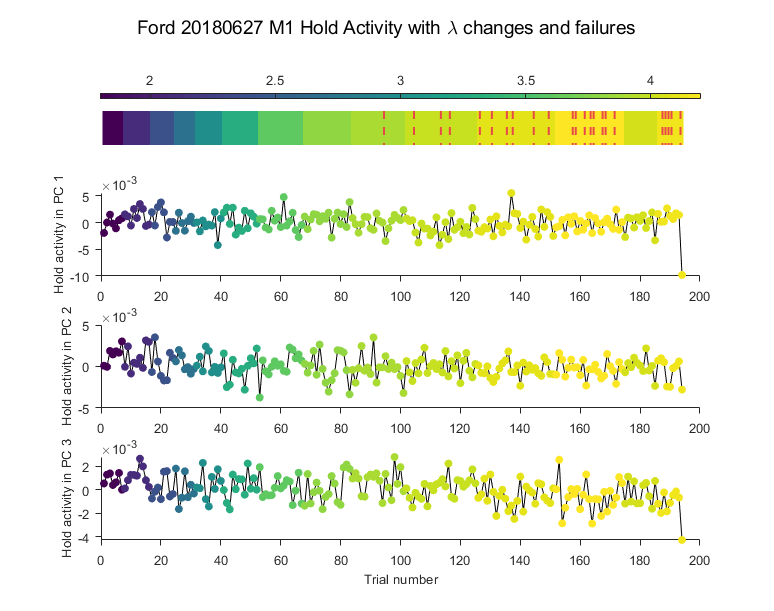 Ford 20180627 M1 Hold Activity with λ changes and failures
2 2.5 3 3.5 4
×10⁻³
Hold activity in PC 1
5
0
-5
-10
0 20 40 60 80 100 120 140 160 180 200
×10⁻³
Hold activity in PC 2
5
0
-5
0 20 40 60 80 100 120 140 160 180 200
×10⁻³
Hold activity in PC 3
2
0
-2
-4
0 20 40 60 80 100 120 140 160 180 200
Trial number